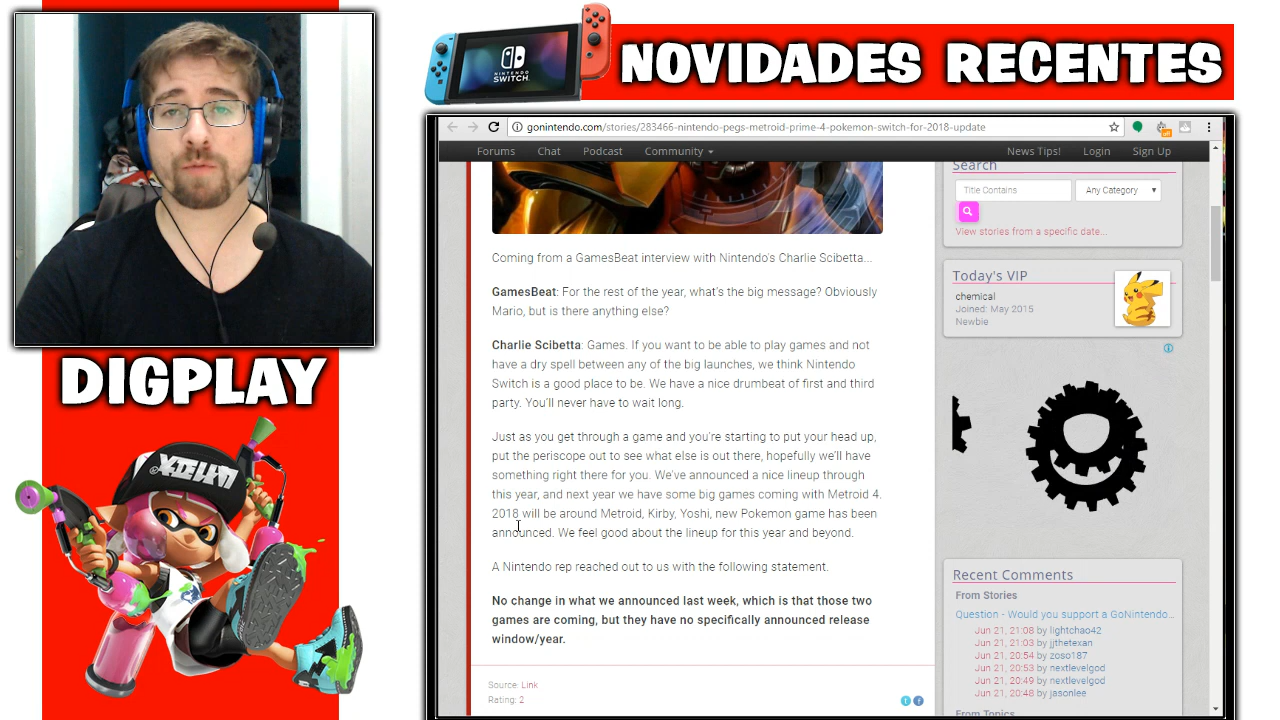 NOVIDADES RECENTES
NINTENDO
SWITCH
gonintendo.com/stories/283466-nintendo-pegs-metroid-prime-4-pokemon-switch-for-2018-update
off
Forums Chat Podcast Community News Tips! Login Sign Up
Coming from a GamesBeat interview with Nintendo's Charlie Scibetta...
GamesBeat: For the rest of the year, what's the big message? Obviously
Mario, but is there anything else?
Charlie Scibetta: Games. If you want to be able to play games and not
have a dry spell between any of the big launches, we think Nintendo
Switch is a good place to be. We have a nice drumbeat of first and third
party. You'll never have to wait long.
Just as you get through a game and you're starting to put your head up,
put the periscope out to see what else is out there, hopefully we'll have
something right there for you. We've announced a nice lineup through
this year, and next year we have some big games coming with Metroid 4.
2018 will be around Metroid, Kirby, Yoshi, new Pokemon game has been
announced. We feel good about the lineup for this year and beyond.
A Nintendo rep reached out to us with the following statement.
No change in what we announced last week, which is that those two
games are coming, but they have no specifically announced release
window/year.
Source: Link
Rating: 2
Search
Title Contains Any Category
View stories from a specific date...
Today's VIP
chemical
Joined: May 2015
Newbie
Recent Comments
From Stories
Question - Would you support a GoNintendo...
Jun 21, 21:08 by lightchao42
Jun 21, 21:03 by jjthetexan
Jun 21, 20:54 by zoso187
Jun 21, 20:53 by nextlevelgod
Jun 21, 20:49 by nextlevelgod
Jun 21, 20:48 by jasonlee
From Topics
DIGPLAY